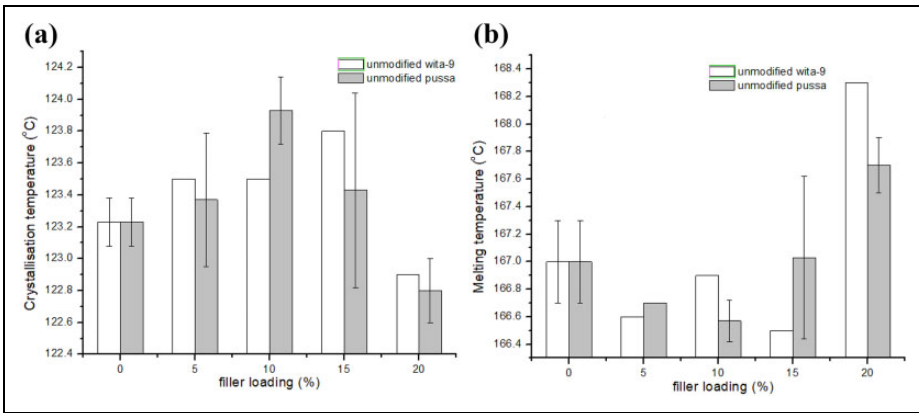 (a)
unmodified wita-9
unmodified pussa
124.2
124.0
123.8
123.6
123.4
123.2
123.0
122.8
122.6
122.4
Crystallisation temperature (°C)
0 5 10 15 20
filler loading (%)
(b)
unmodified wita-9
unmodified pussa
168.4
168.2
168.0
167.8
167.6
167.4
167.2
167.0
166.8
166.6
166.4
Melting temperature (°C)
0 5 10 15 20
filler loading (%)